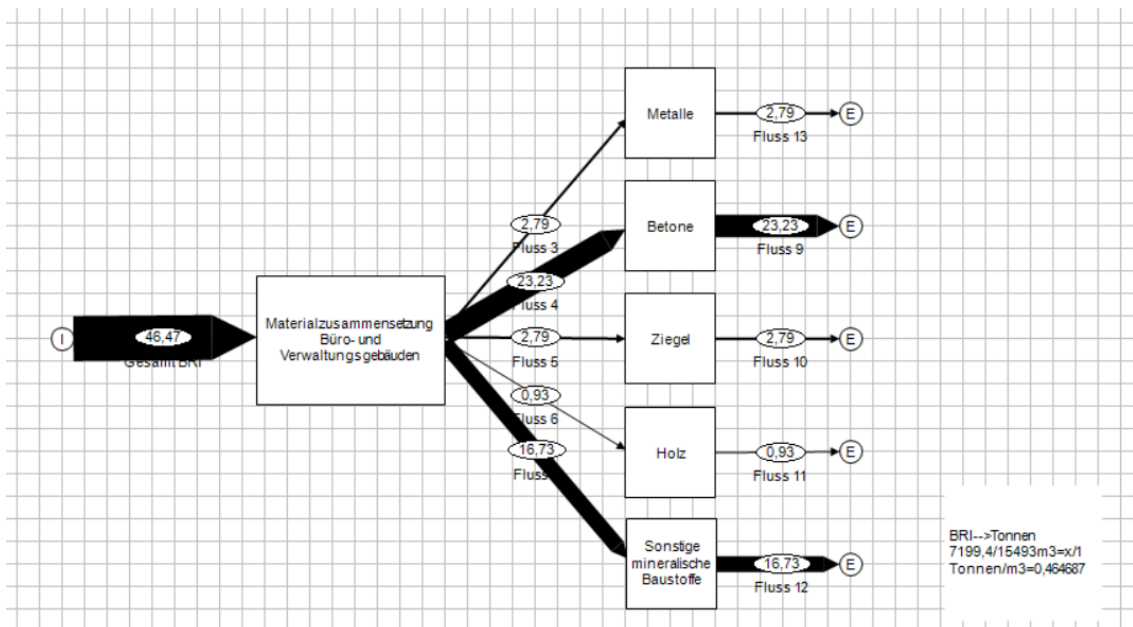 Metalle
2,79
Fluss 13
2,79
Fluss 3
Betone
23,23
Fluss 9
23,23
Fluss 4
I
46,47
Gesamt BRI
Materialzusammensetzung
Büro- und
Verwaltungsgebäuden
2,79
Fluss 5
Ziegel
2,79
Fluss 10
0,93
Fluss 6
Holz
0,93
Fluss 11
16,73
Fluss
Sonstige
mineralische
Baustoffe
16,73
Fluss 12
E
E
E
E
E
BRI-->Tonnen
7199,4/15493m3=x/1
Tonnen/m3=0,464687